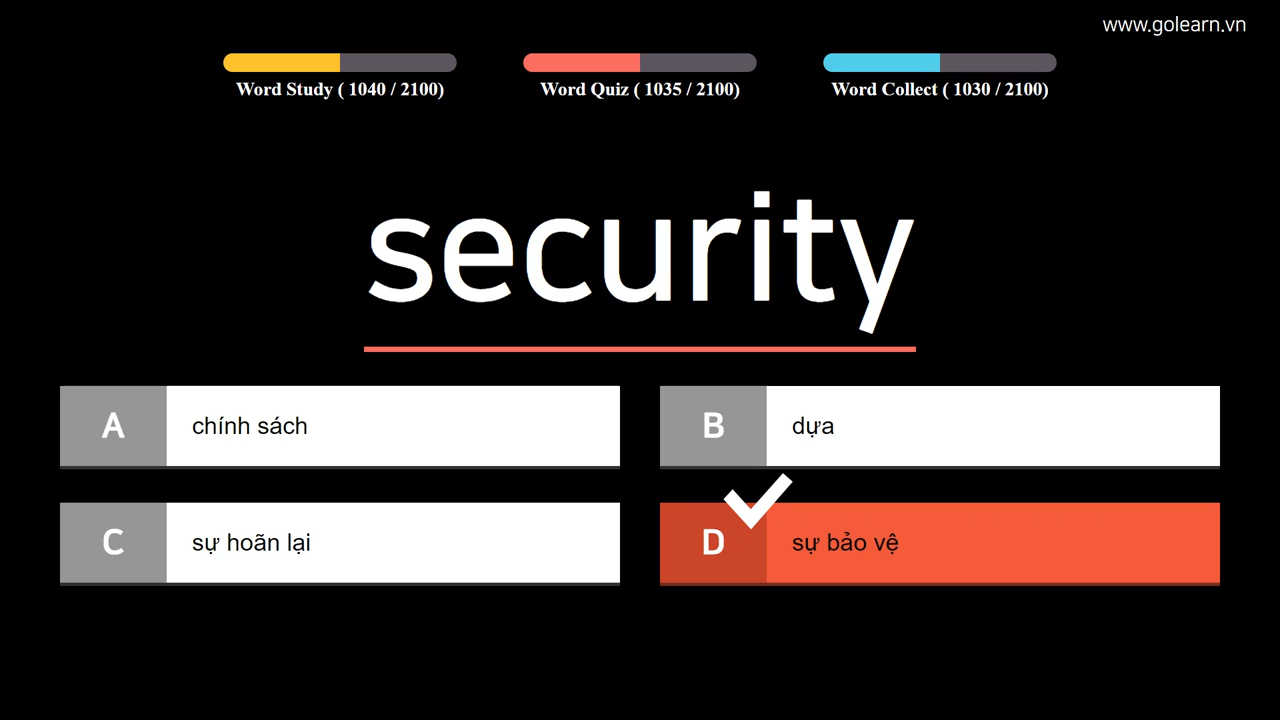 www.golearn.vn
Word Study ( 1040 / 2100)
Word Quiz ( 1035 / 2100)
Word Collect ( 1030 / 2100)
security
A chính sách
B dựa
C sự hoãn lại
D sự bảo vệ